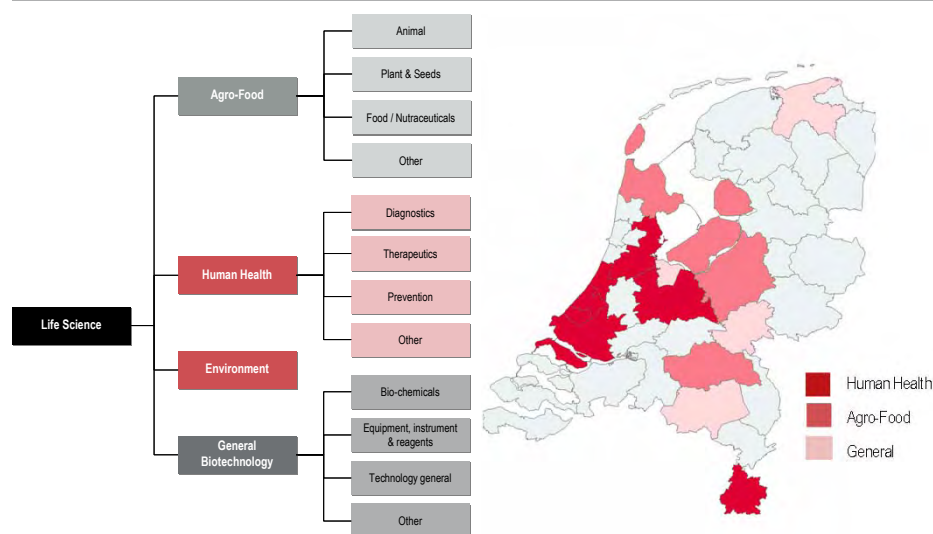 Life Science
Agro-Food
Animal
Plant & Seeds
Food / Nutraceuticals
Other
Human Health
Diagnostics
Therapeutics
Prevention
Other
Environment
General
Biotechnology
Bio-chemicals
Equipment, instrument
& reagents
Technology general
Other
Human Health
Agro-Food
General